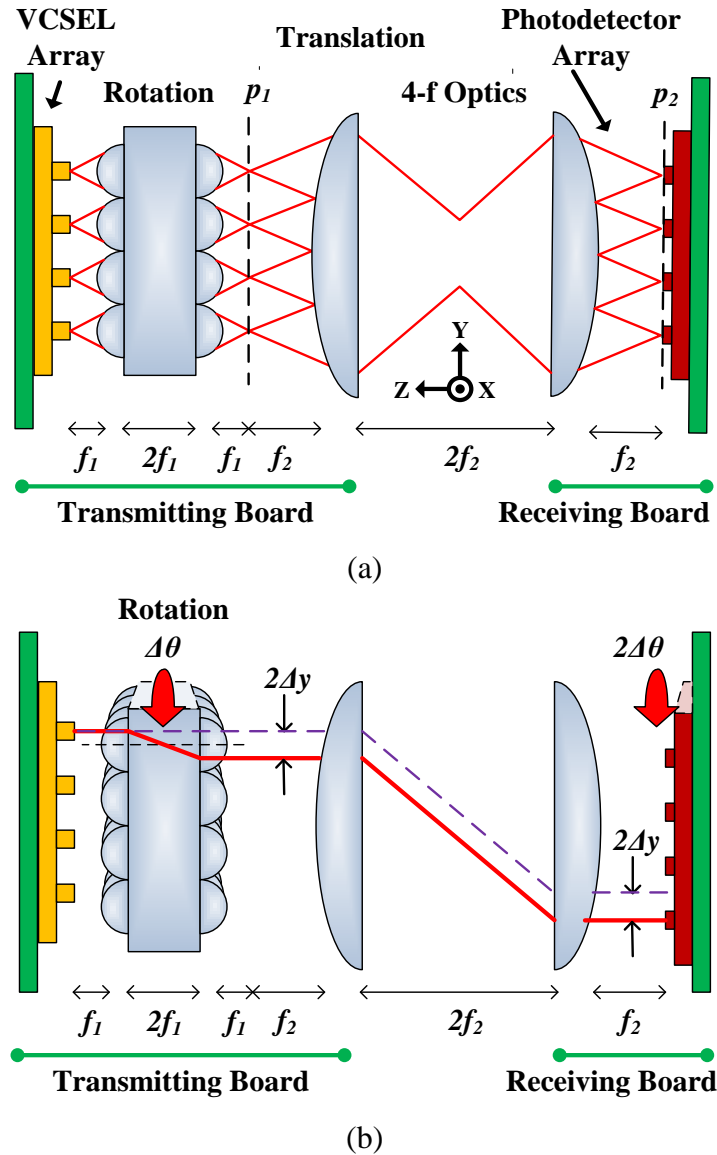 VCSEL
Array
Translation
Photodetector
Array
Rotation
p1
4-f Optics
p2
Y
Z
X
f1
2f1
f1
f2
2f2
f2
Transmitting Board
Receiving Board
(a)
Rotation
Δθ
2Δy
2Δθ
2Δy
f1
2f1
f1
f2
2f2
f2
Transmitting Board
Receiving Board
(b)